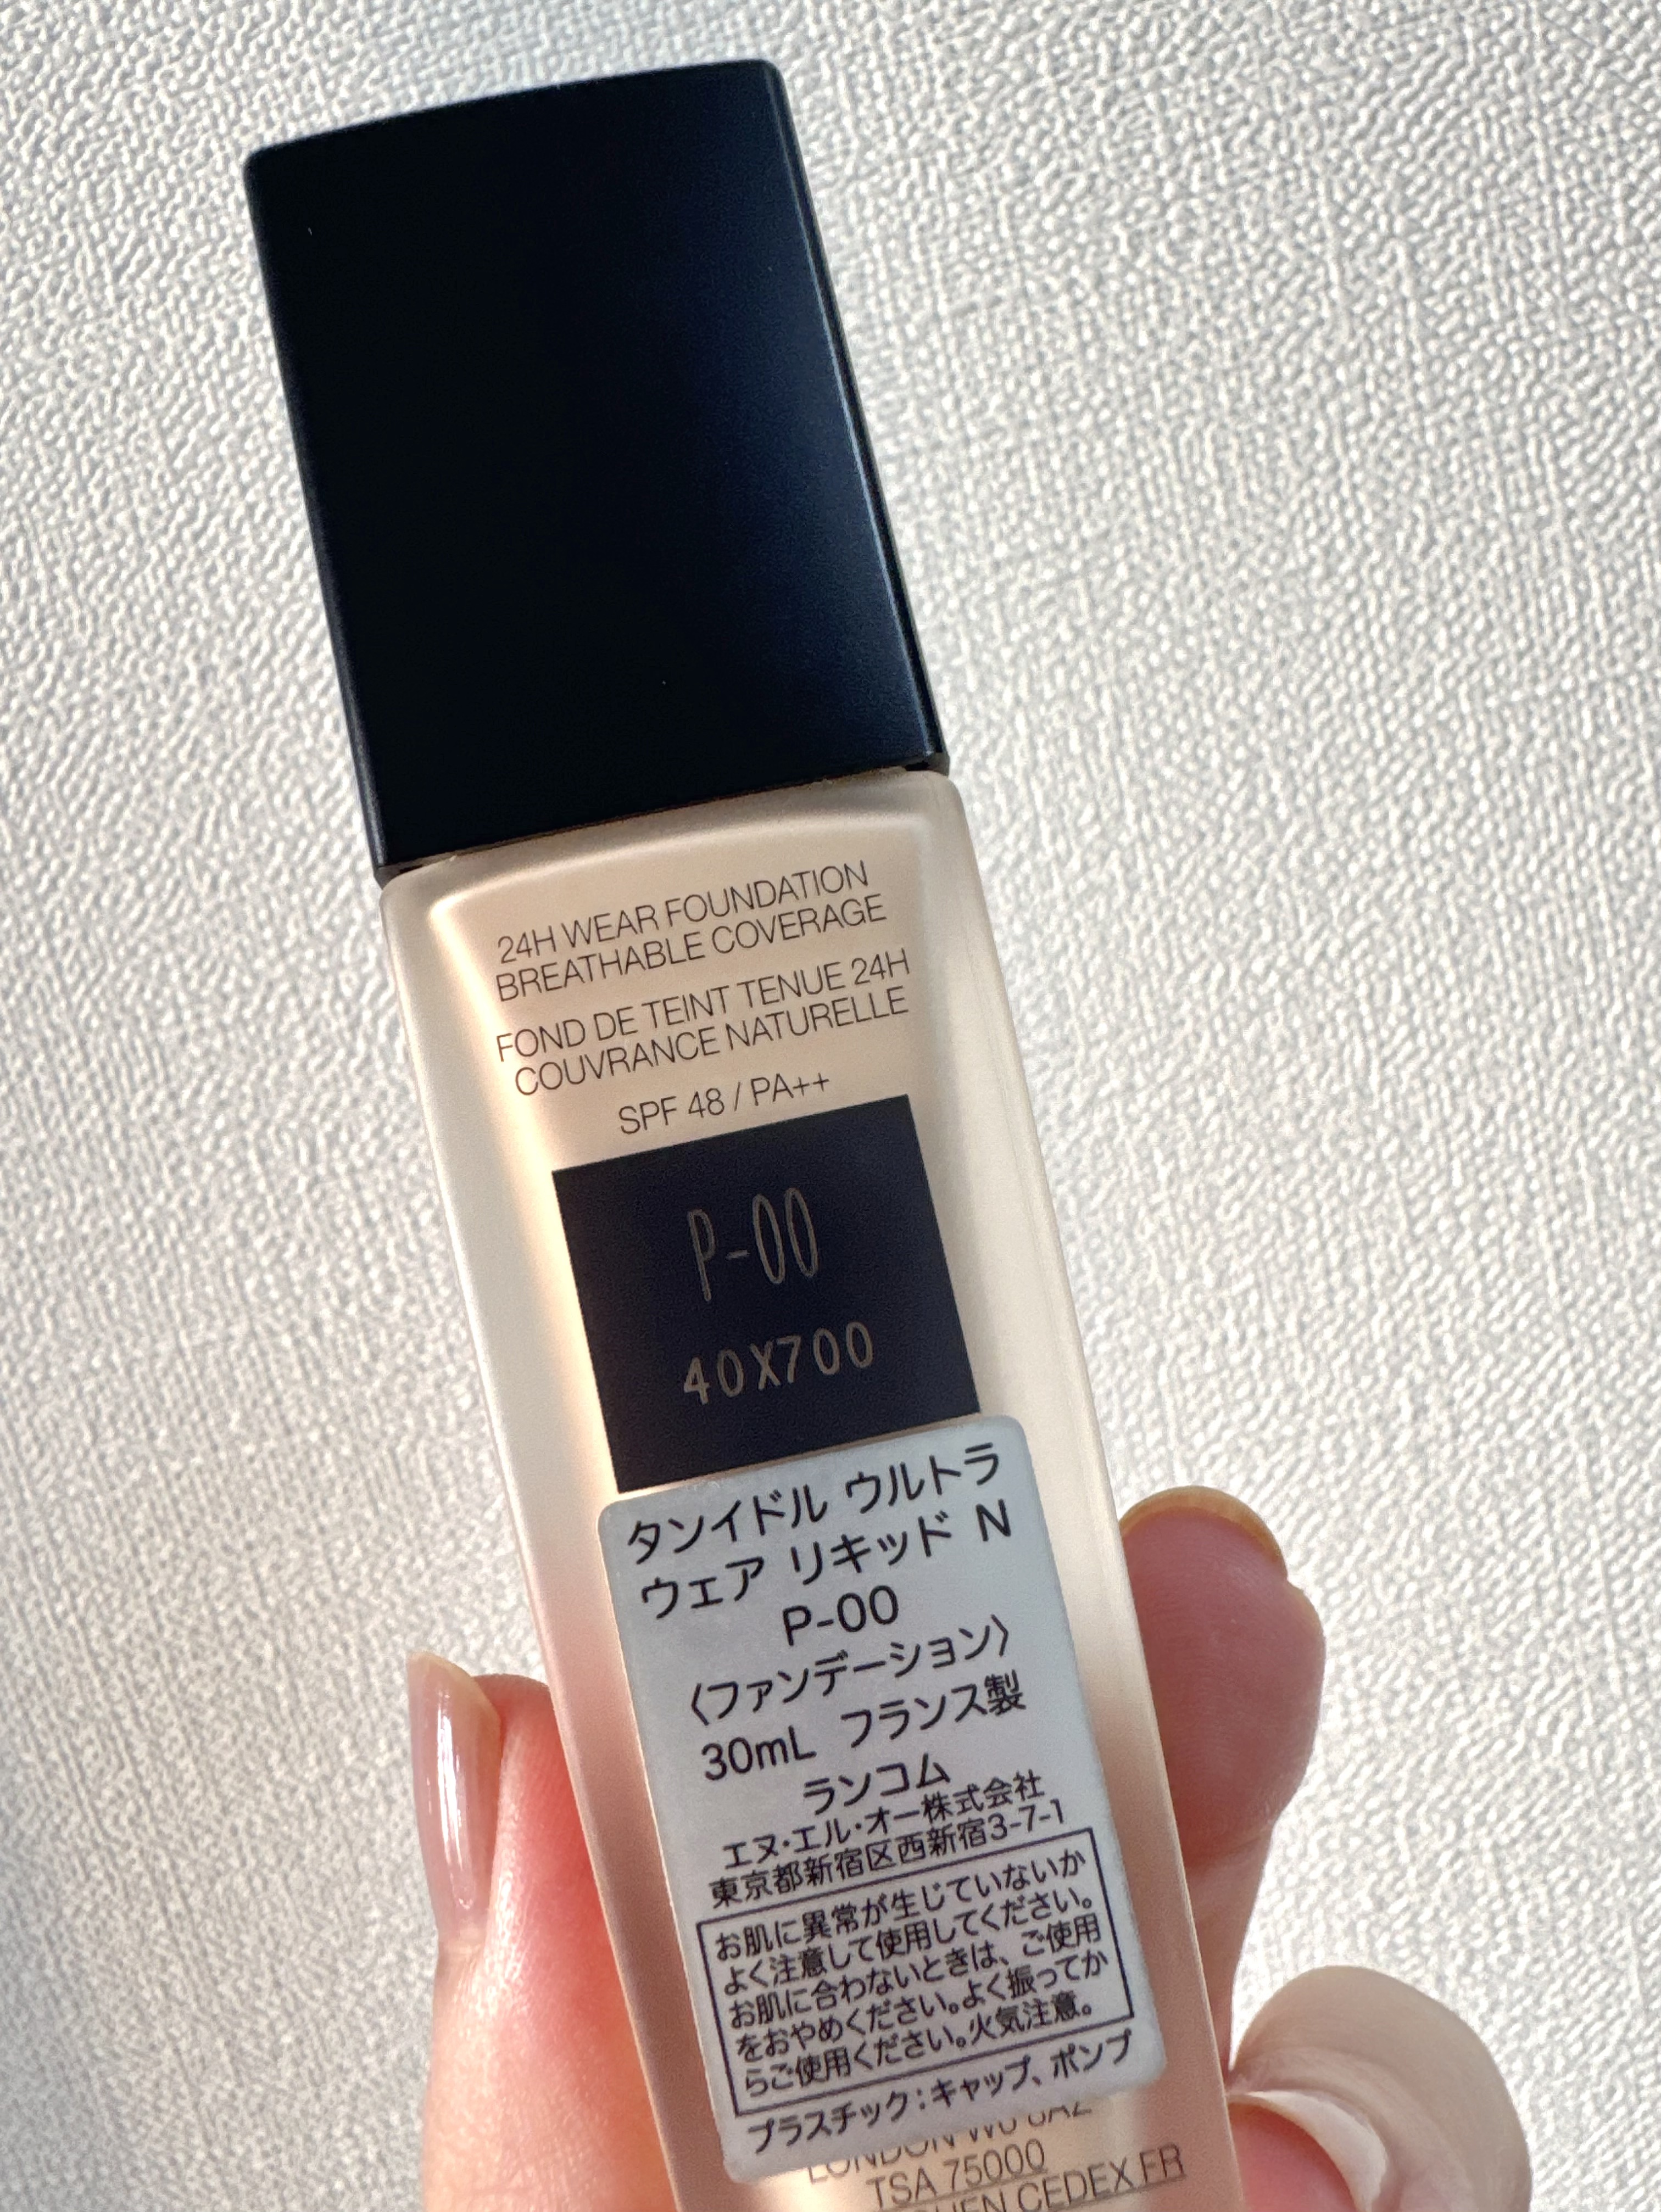 24H WEAR FOUNDATION
BREATHABLE COVERAGE
FOND DE TEINT TENUE 24H
COUVRANCE NATURELLE
SPF 48 / PA++
P-00
40X700
タンイドル ウルトラ
ウェア リキッド N
P-00
〈ファンデーション〉
30mL フランス製
ランコム
エヌ・エル・オー株式会社
東京都新宿区西新宿3-7-1
お肌に異常が生じていないか
よく注意して使用してください。
お肌に合わないときは、ご使用
をおやめください。よく振ってか
らご使用ください。火気注意。
プラスチック：キャップ、ポンプ
LONDON
TSA 75000
CEDEX FR